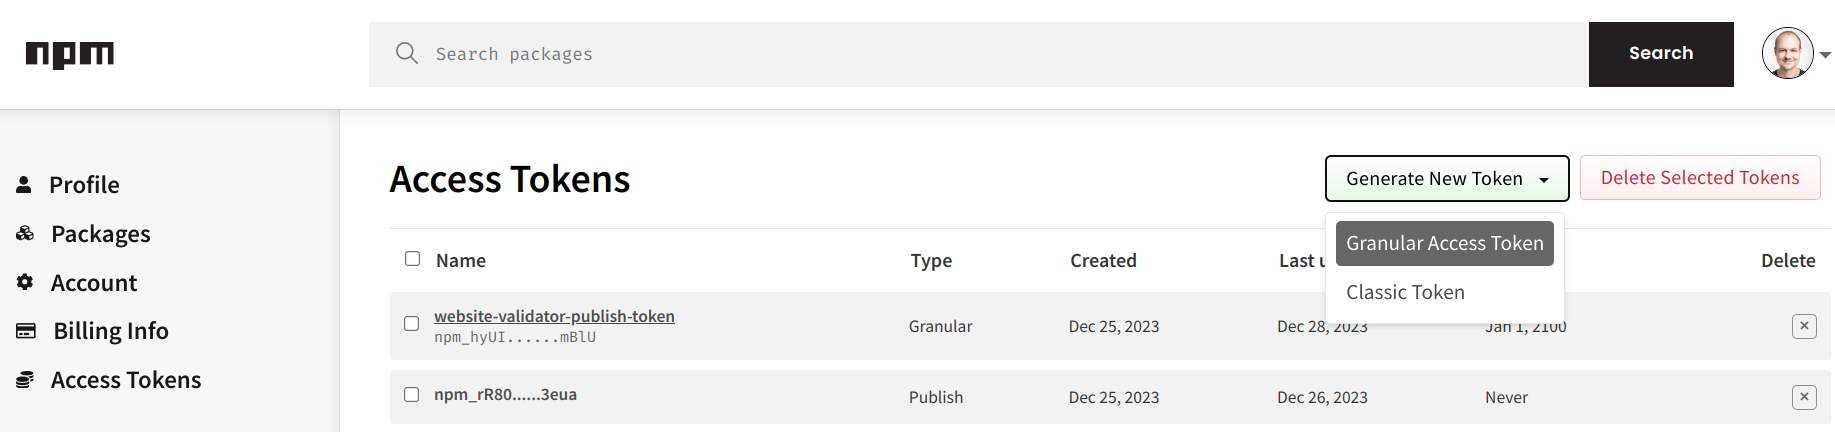 npm
Search packages
Search
Profile
Packages
Account
Billing Info
Access Tokens
Access Tokens
Generate New Token
Delete Selected Tokens
Granular Access Token
Classic Token
Name Type Created Last u Delete
website-validator-publish-token
npm_hyUI......mBlU
Granular Dec 25, 2023 Dec 28, 2023 Jan 1, 2100
npm_rR80......3eua Publish Dec 25, 2023 Dec 26, 2023 Never